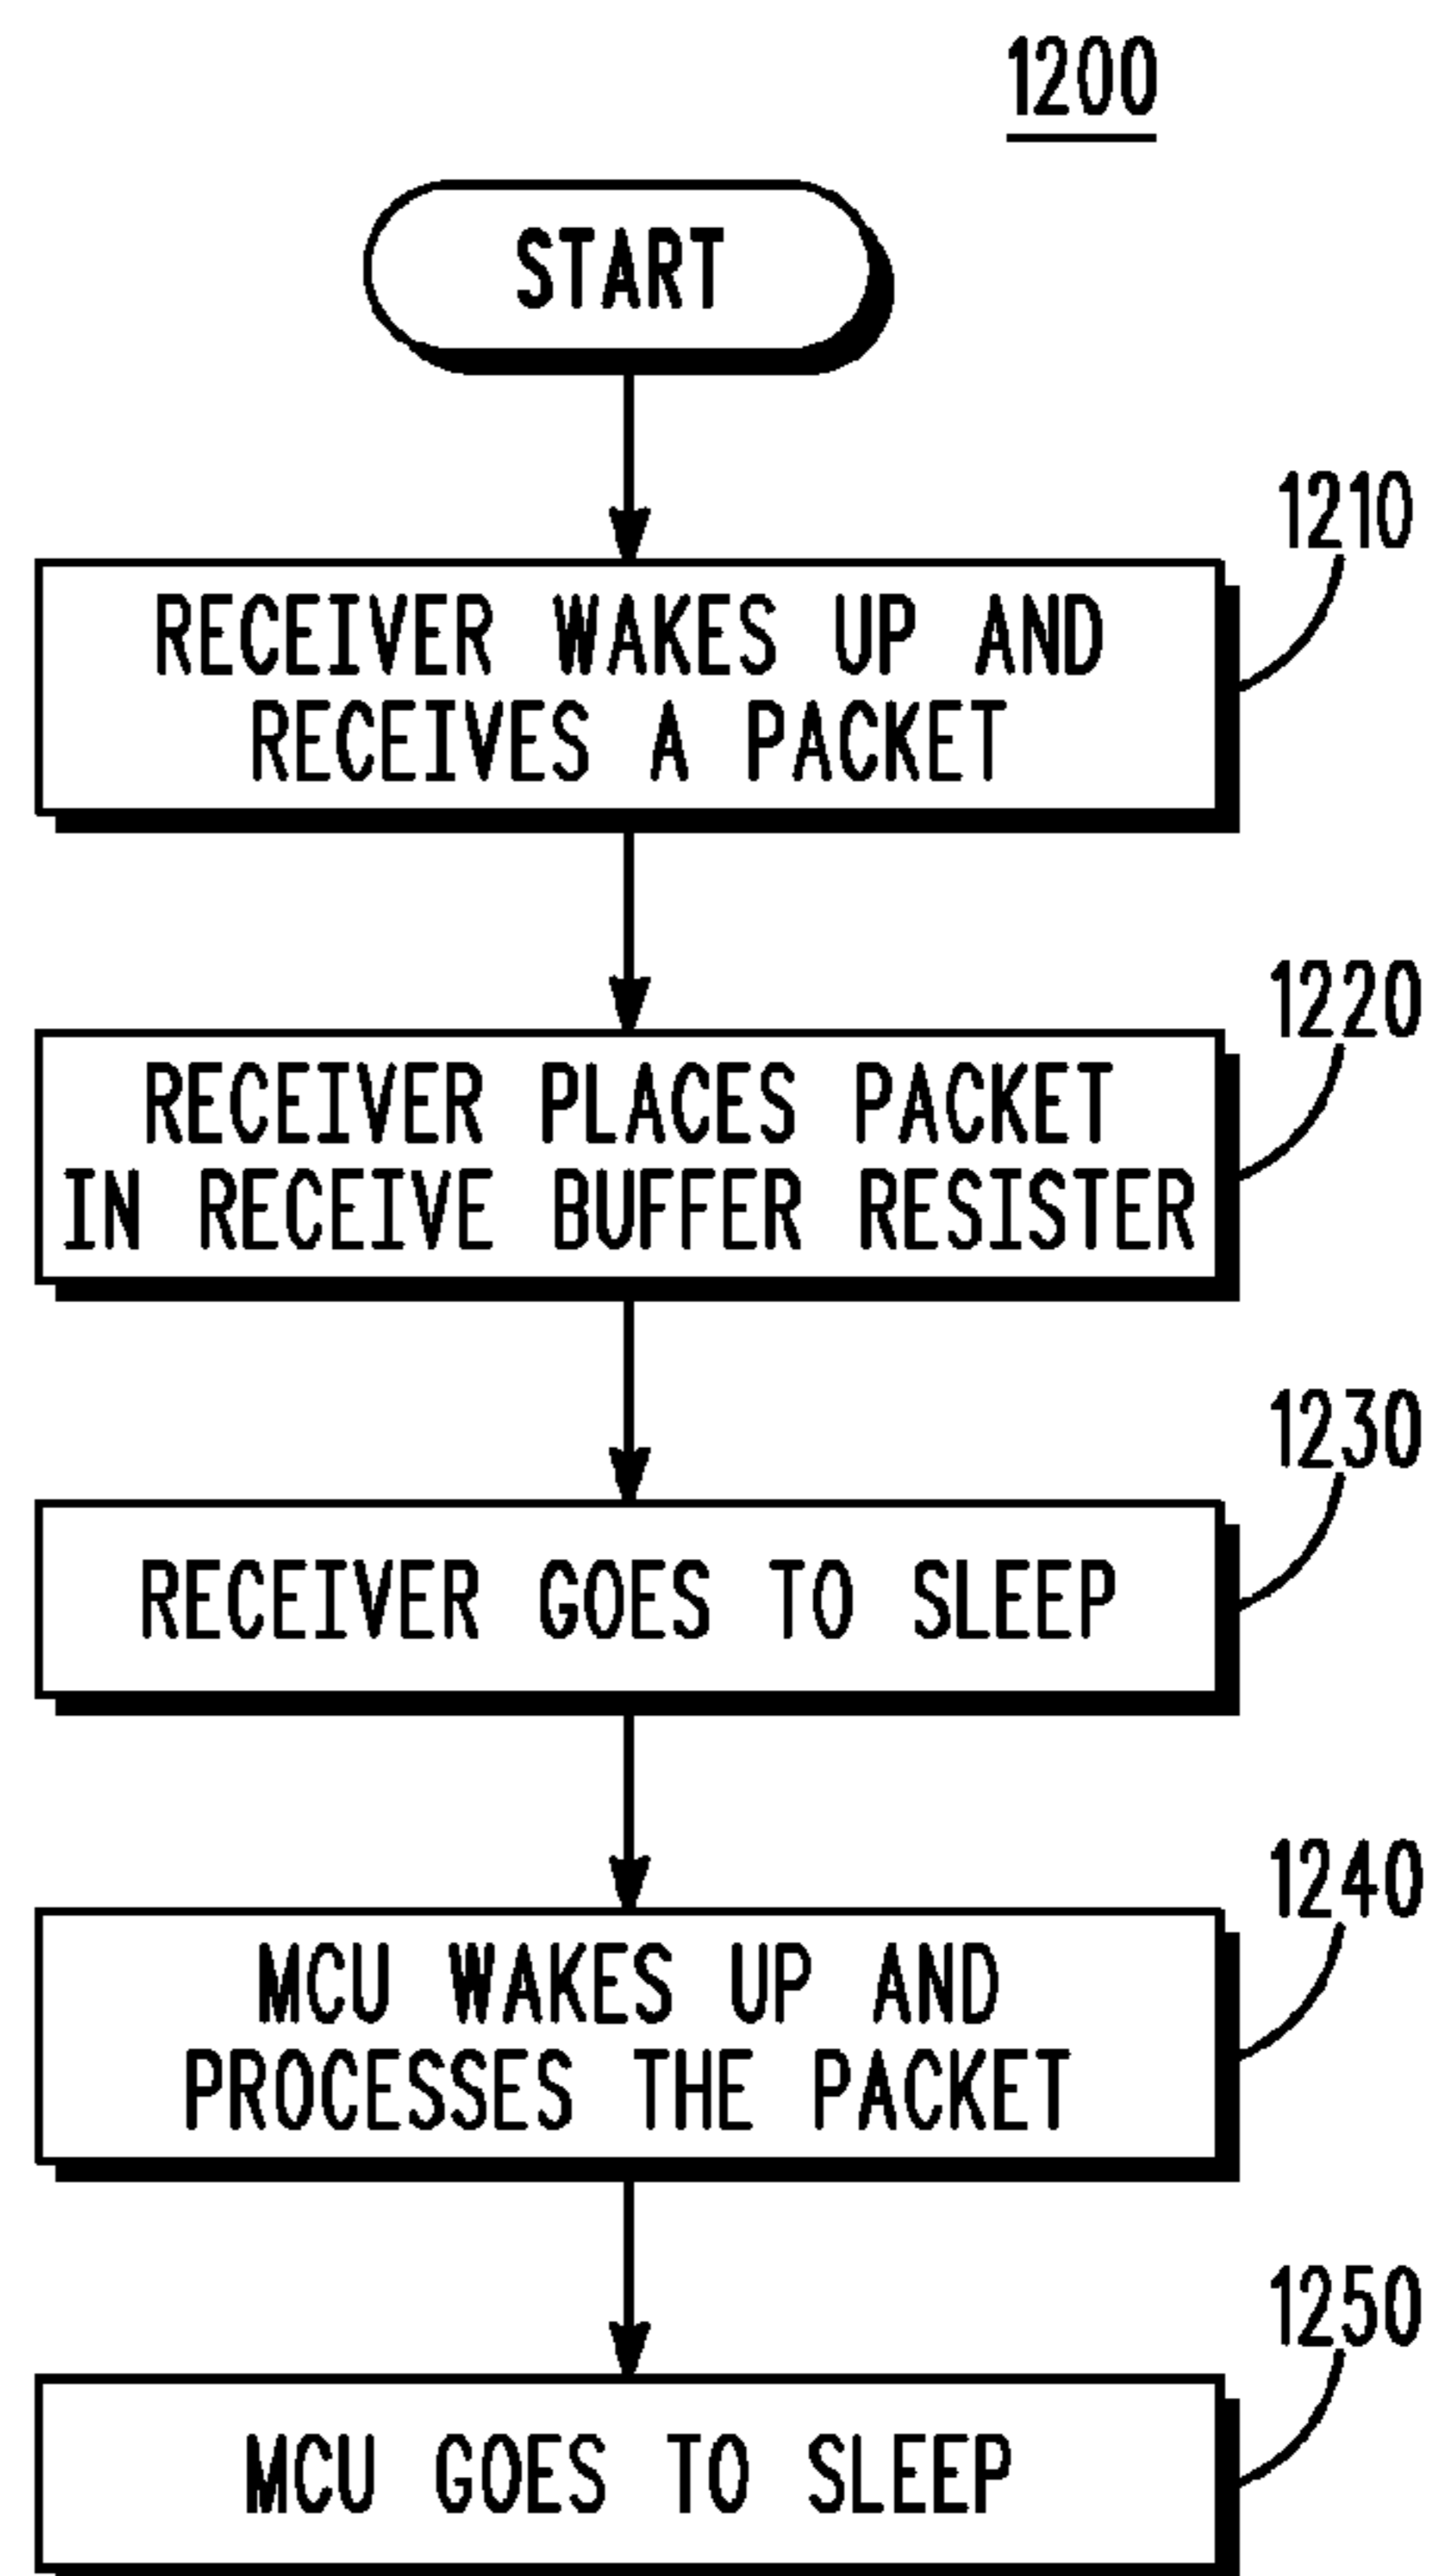 1200
START
1210
RECEIVER WAKES UP AND
RECEIVES A PACKET
1220
RECEIVER PLACES PACKET
IN RECEIVE BUFFER RESISTER
1230
RECEIVER GOES TO SLEEP
1240
MCU WAKES UP AND
PROCESSES THE PACKET
1250
MCU GOES TO SLEEP